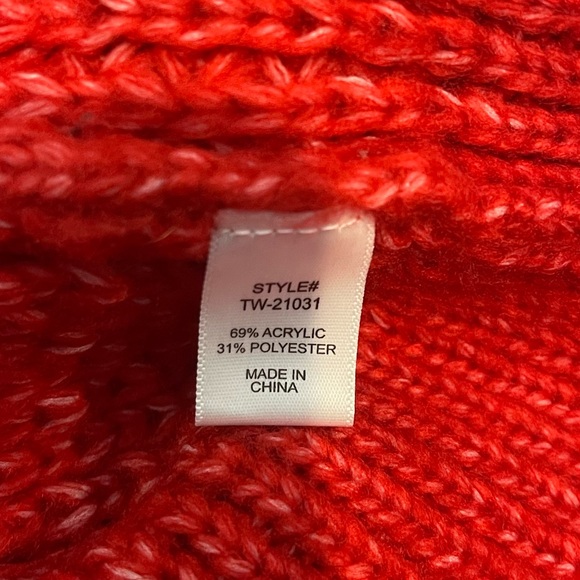 STYLE#
TW-21031
69% ACRYLIC
31% POLYESTER
MADE IN
CHINA